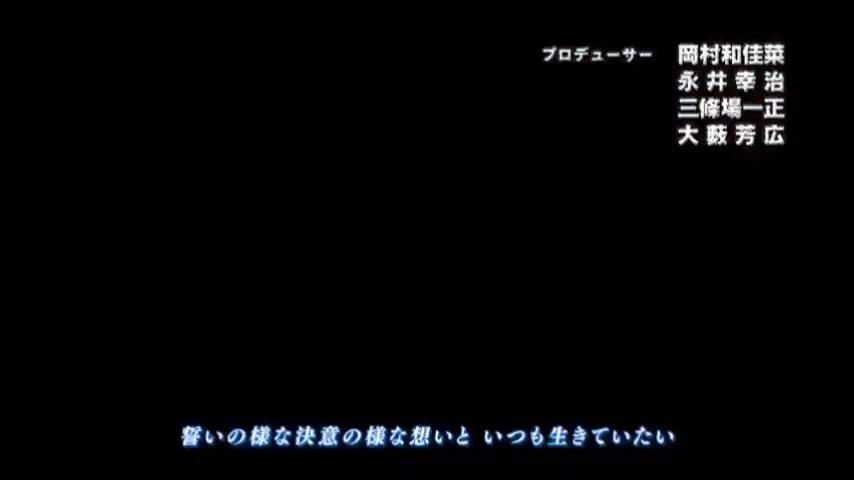 プロデューサー 岡村和佳菜
永井幸治
三條場一正
大藪芳広
誓いの様な決意の様な想いと いつも生きていたい